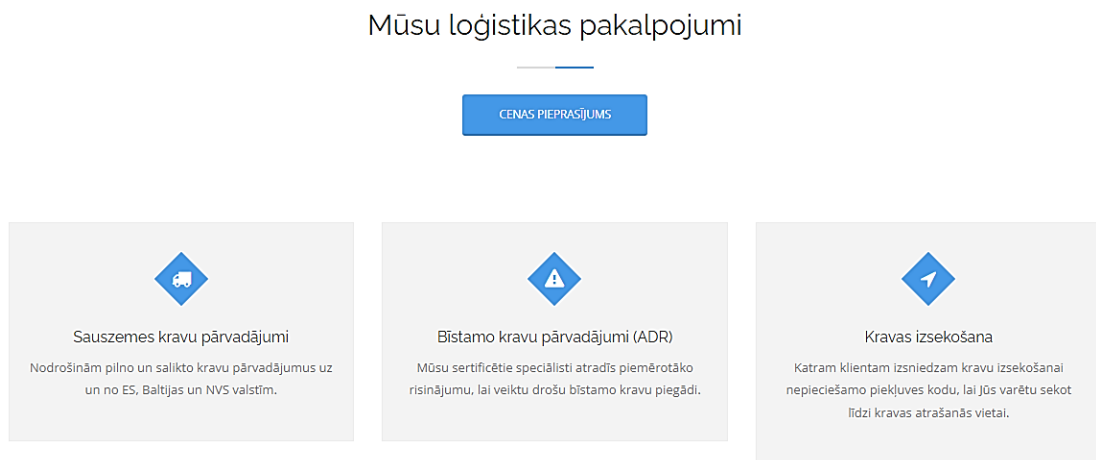 Mūsu loģistikas pakalpojumi
CENAS PIEPRASĪJUMS
Sauszemes kravu pārvadājumi
Nodrošinām pilno un salikto kravu pārvadājumus uz
un no ES, Baltijas un NVS valstīm.
Bīstamo kravu pārvadājumi (ADR)
Mūsu sertificētie speciālisti atradīs piemērotāko
risinājumu, lai veiktu drošu bīstamo kravu piegādi.
Kravas izsekošana
Katram klientam izsniedzam kravu izsekošanai
nepieciešamo piekļuves kodu, lai Jūs varētu sekot
līdzi kravas atrašanās vietai.